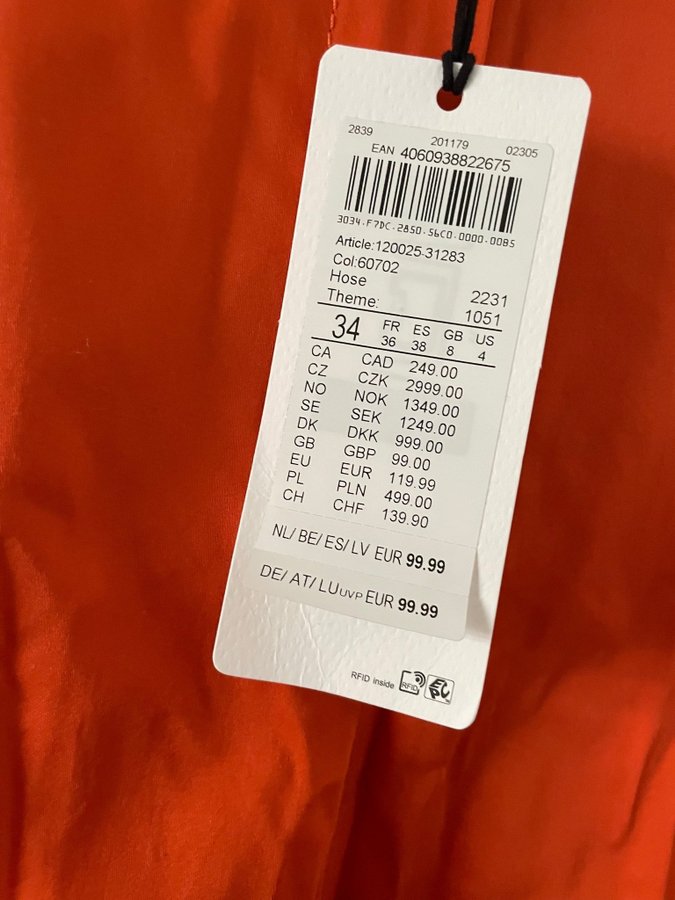 2839 201179 02305
EAN 4060938822675
3034-F7DC-2850-56C0-0000-00B5
Article:120025-31283
Col:60702
Hose 2231
Theme: 1051
34 FR 36 ES 38 GB 8 US 4
CA CAD 249.00
CZ CZK 2999.00
NO NOK 1349.00
SE SEK 1249.00
DK DKK 999.00
GB GBP 99.00
EU EUR 119.99
PL PLN 499.00
CH CHF 139.90
NL/ BE/ ES/ LV EUR 99.99
DE/ AT/ LU UVP EUR 99.99
RFID inside RFID EPC